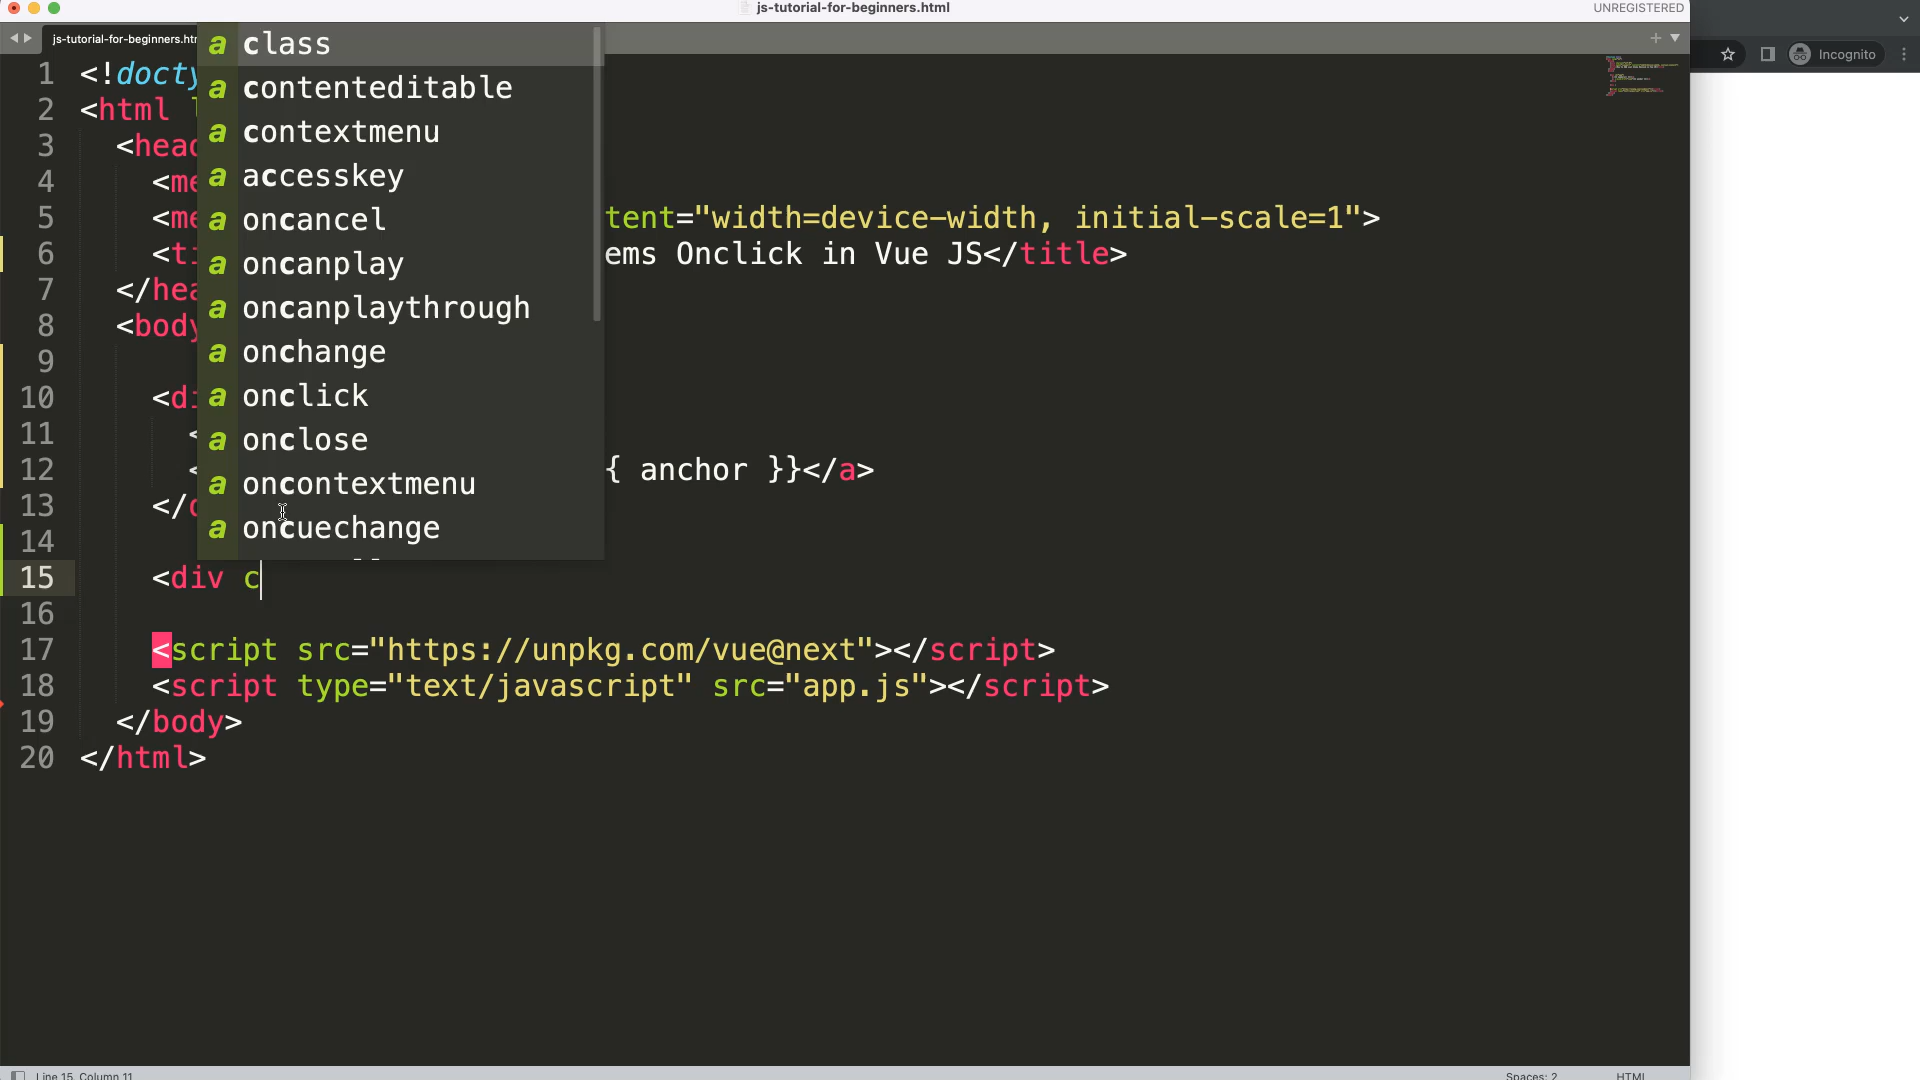 js-tutorial-for-beginners.html
UNREGISTERED
js-tutorial-for-beginners.htm
Incognito
a class
a contenteditable
a contextmenu
a accesskey
a oncancel
a oncanplay
a oncanplaythrough
a onchange
a onclick
a onclose
a oncontextmenu
a oncuechange
1 <!docty
2 <html l
3 <head
4 <me
5 <me tent="width=device-width, initial-scale=1">
6 <ti ems Onclick in Vue JS</title>
7 </hea
8 <body
9
10 <di
11 <
12 < { anchor }}</a>
13 </d
14
15 <div c
16
17 <script src="https://unpkg.com/vue@next"></script>
18 <script type="text/javascript" src="app.js"></script>
19 </body>
20 </html>
Line 15, Column 11
Spaces: 2
HTML